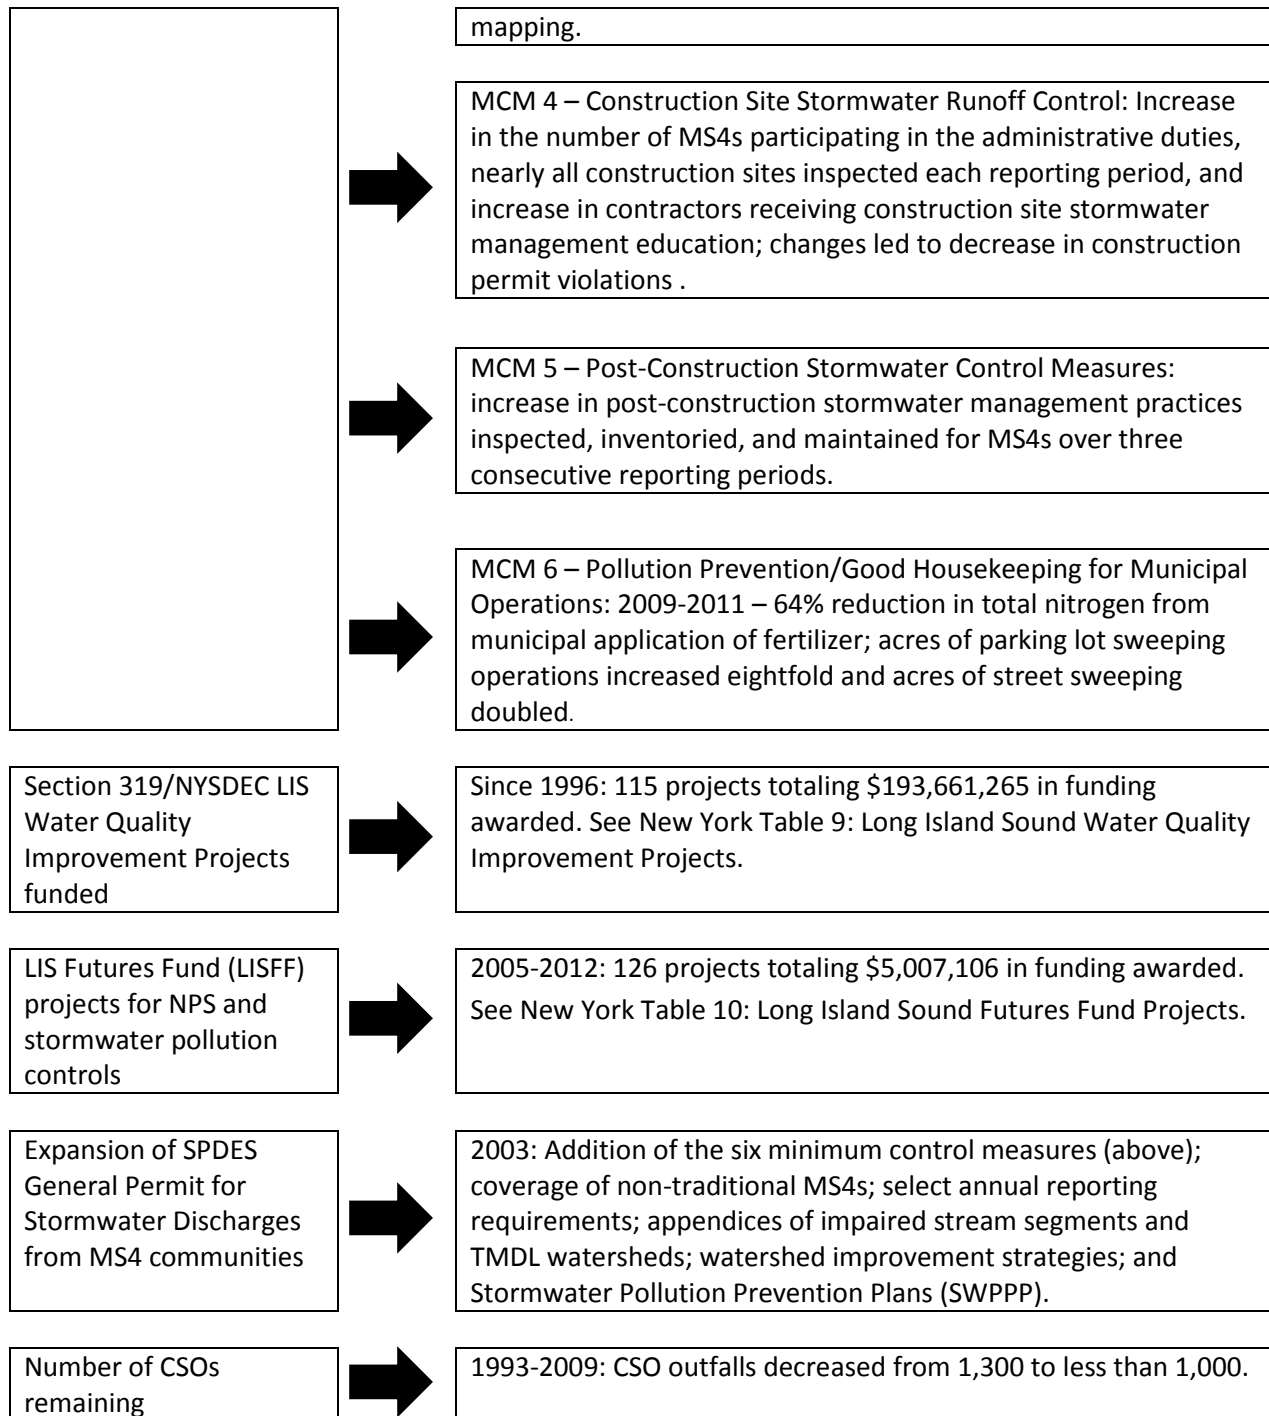 mapping.
MCM 4 – Construction Site Stormwater Runoff Control: Increase
in the number of MS4s participating in the administrative duties,
nearly all construction sites inspected each reporting period, and
increase in contractors receiving construction site stormwater
management education; changes led to decrease in construction
permit violations .
MCM 5 – Post-Construction Stormwater Control Measures:
increase in post-construction stormwater management practices
inspected, inventoried, and maintained for MS4s over three
consecutive reporting periods.
MCM 6 – Pollution Prevention/Good Housekeeping for Municipal
Operations: 2009-2011 – 64% reduction in total nitrogen from
municipal application of fertilizer; acres of parking lot sweeping
operations increased eightfold and acres of street sweeping
doubled.
Section 319/NYSDEC LIS
Water Quality
Improvement Projects
funded
Since 1996: 115 projects totaling $193,661,265 in funding
awarded. See New York Table 9: Long Island Sound Water Quality
Improvement Projects.
LIS Futures Fund (LISFF)
projects for NPS and
stormwater pollution
controls
2005-2012: 126 projects totaling $5,007,106 in funding awarded.
See New York Table 10: Long Island Sound Futures Fund Projects.
Expansion of SPDES
General Permit for
Stormwater Discharges
from MS4 communities
2003: Addition of the six minimum control measures (above);
coverage of non-traditional MS4s; select annual reporting
requirements; appendices of impaired stream segments and
TMDL watersheds; watershed improvement strategies; and
Stormwater Pollution Prevention Plans (SWPPP).
Number of CSOs
remaining
1993-2009: CSO outfalls decreased from 1,300 to less than 1,000.